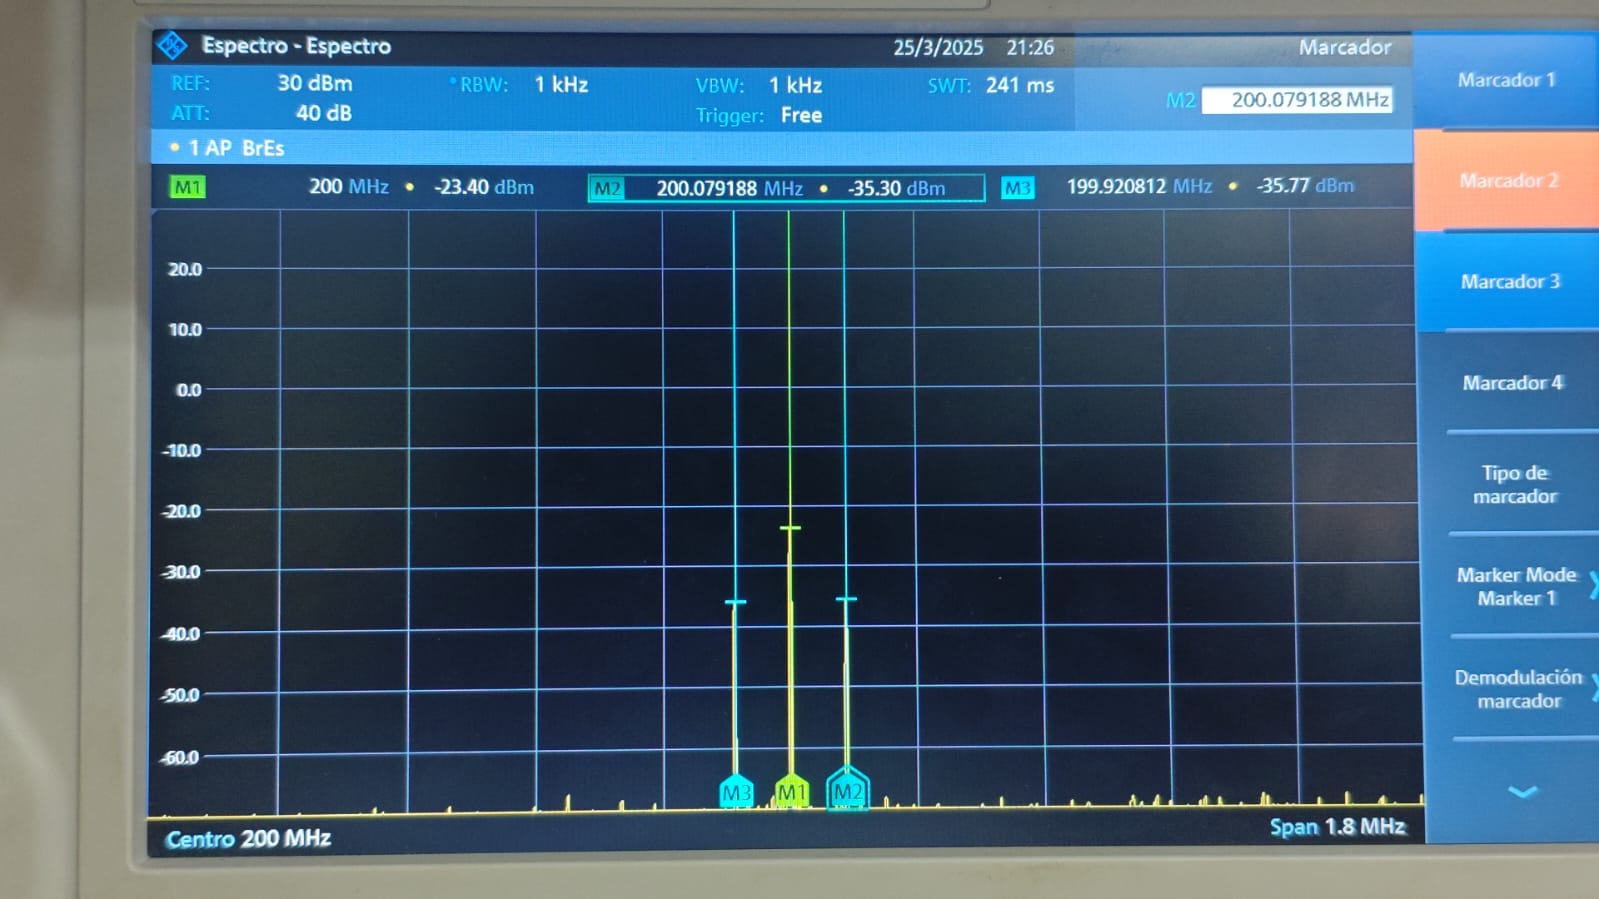 Espectro - Espectro 25/3/2025 21:26 Marcador
REF: 30 dBm RBW: 1 kHz VBW: 1 kHz SWT: 241 ms
ATT: 40 dB Trigger: Free M2 200.079188 MHz
1 AP BrEs
M1 200 MHz -23.40 dBm M2 200.079188 MHz -35.30 dBm M3 199.920812 MHz -35.77 dBm
20.0
10.0
0.0
-10.0
-20.0
-30.0
-40.0
-50.0
-60.0
M3 M1 M2
Centro 200 MHz Span 1.8 MHz
Marcador 1
Marcador 2
Marcador 3
Marcador 4
Tipo de
marcador
Marker Mode
Marker 1
Demodulación
marcador